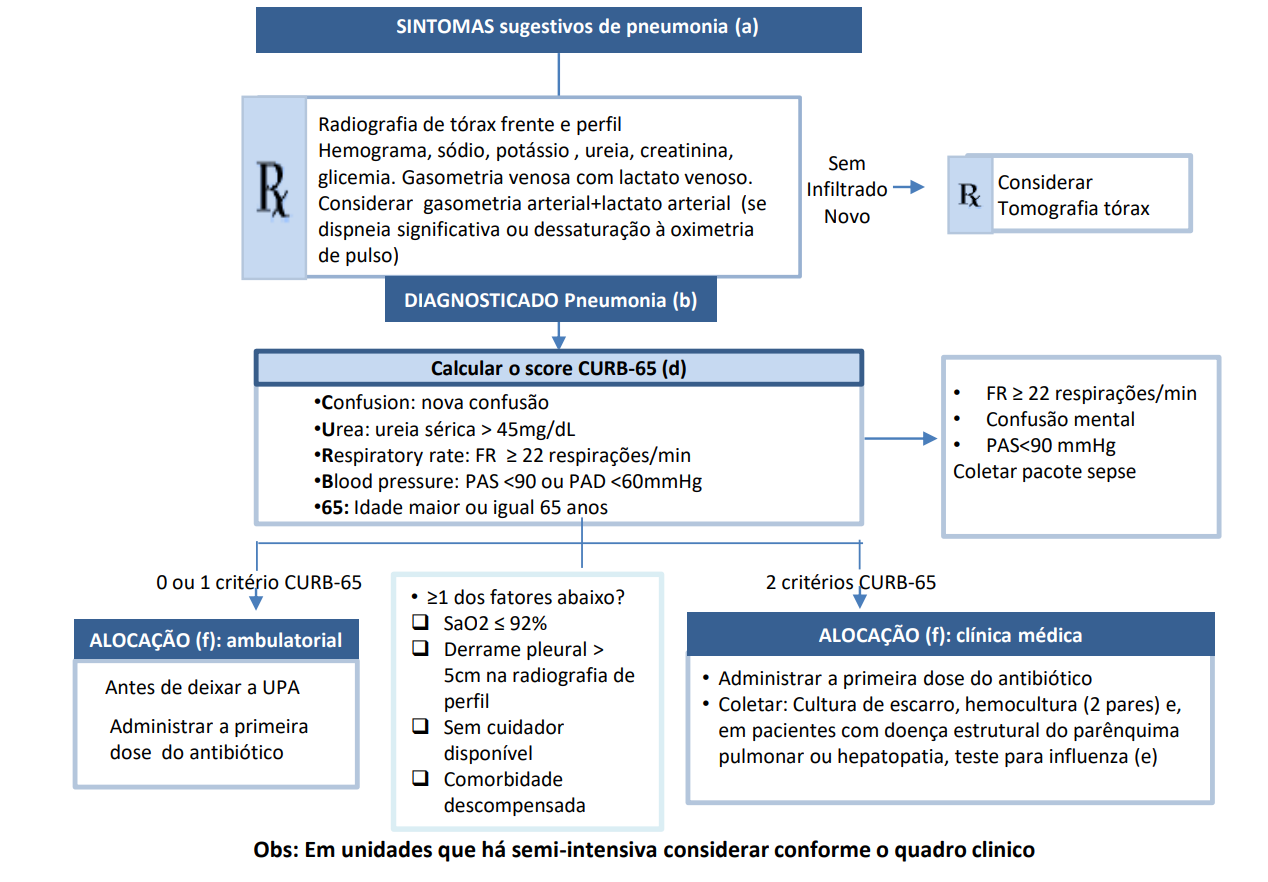 SINTOMAS sugestivos de pneumonia (a)
Rx
Radiografia de tórax frente e perfil
Hemograma, sódio, potássio , ureia, creatinina,
glicemia. Gasometria venosa com lactato venoso.
Considerar gasometria arterial+lactato arterial (se
dispneia significativa ou dessaturação à oximetria
de pulso)
Sem
Infiltrado
Novo
Rx
Considerar
Tomografia tórax
DIAGNOSTICADO Pneumonia (b)
Calcular o score CURB-65 (d)
•Confusion: nova confusão
•Urea: ureia sérica > 45mg/dL
•Respiratory rate: FR ≥ 22 respirações/min
•Blood pressure: PAS <90 ou PAD <60mmHg
•65: Idade maior ou igual 65 anos
• FR ≥ 22 respirações/min
• Confusão mental
• PAS<90 mmHg
Coletar pacote sepse
0 ou 1 critério CURB-65
ALOCAÇÃO (f): ambulatorial
Antes de deixar a UPA
Administrar a primeira
dose do antibiótico
• ≥1 dos fatores abaixo?
❑ SaO2 ≤ 92%
❑ Derrame pleural >
5cm na radiografia de
perfil
❑ Sem cuidador
disponível
❑ Comorbidade
descompensada
2 critérios CURB-65
ALOCAÇÃO (f): clínica médica
• Administrar a primeira dose do antibiótico
• Coletar: Cultura de escarro, hemocultura (2 pares) e,
em pacientes com doença estrutural do parênquima
pulmonar ou hepatopatia, teste para influenza (e)
Obs: Em unidades que há semi-intensiva considerar conforme o quadro clinico